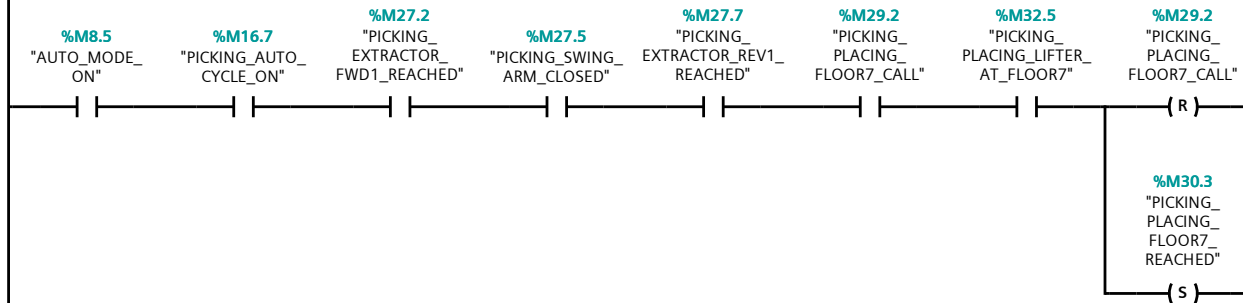 %M8.5
"AUTO_MODE_
ON"
%M16.7
"PICKING_AUTO_
CYCLE_ON"
%M27.2
"PICKING_
EXTRACTOR_
FWD1_REACHED"
%M27.5
"PICKING_SWING_
ARM_CLOSED"
%M27.7
"PICKING_
EXTRACTOR_REV1_
REACHED"
%M29.2
"PICKING_
PLACING_
FLOOR7_CALL"
%M32.5
"PICKING_
PLACING_LIFTER_
AT_FLOOR7"
%M29.2
"PICKING_
PLACING_
FLOOR7_CALL"
R
%M30.3
"PICKING_
PLACING_
FLOOR7_
REACHED"
S